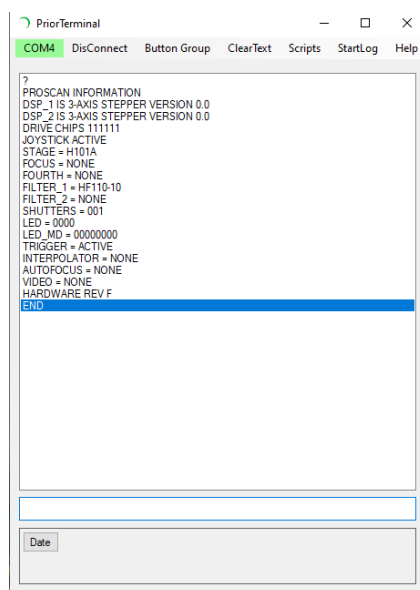 PriorTerminal
COM4 DisConnect Button Group ClearText Scripts StartLog Help
?
PROSCAN INFORMATION
DSP_1 IS 3-AXIS STEPPER VERSION 0.0
DSP_2 IS 3-AXIS STEPPER VERSION 0.0
DRIVE CHIPS 111111
JOYSTICK ACTIVE
STAGE = H101A
FOCUS = NONE
FOURTH = NONE
FILTER_1 = HF110-10
FILTER_2 = NONE
SHUTTERS = 001
LED = 0000
LED_MD = 00000000
TRIGGER = ACTIVE
INTERPOLATOR = NONE
AUTOFOCUS = NONE
VIDEO = NONE
HARDWARE REV F
END
Date